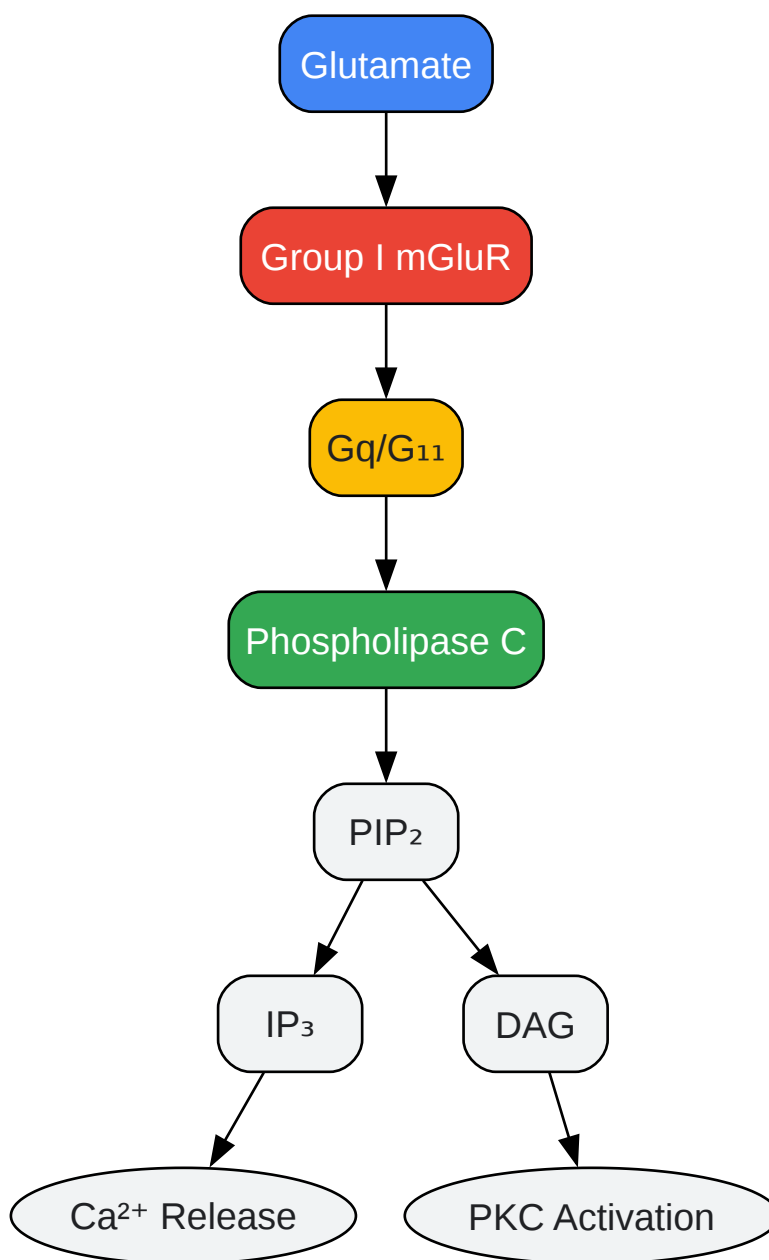 Glutamate
Group I mGluR
Gq/G₁₁
Phospholipase C
PIP₂
IP₃
DAG
Ca²⁺ Release
PKC Activation